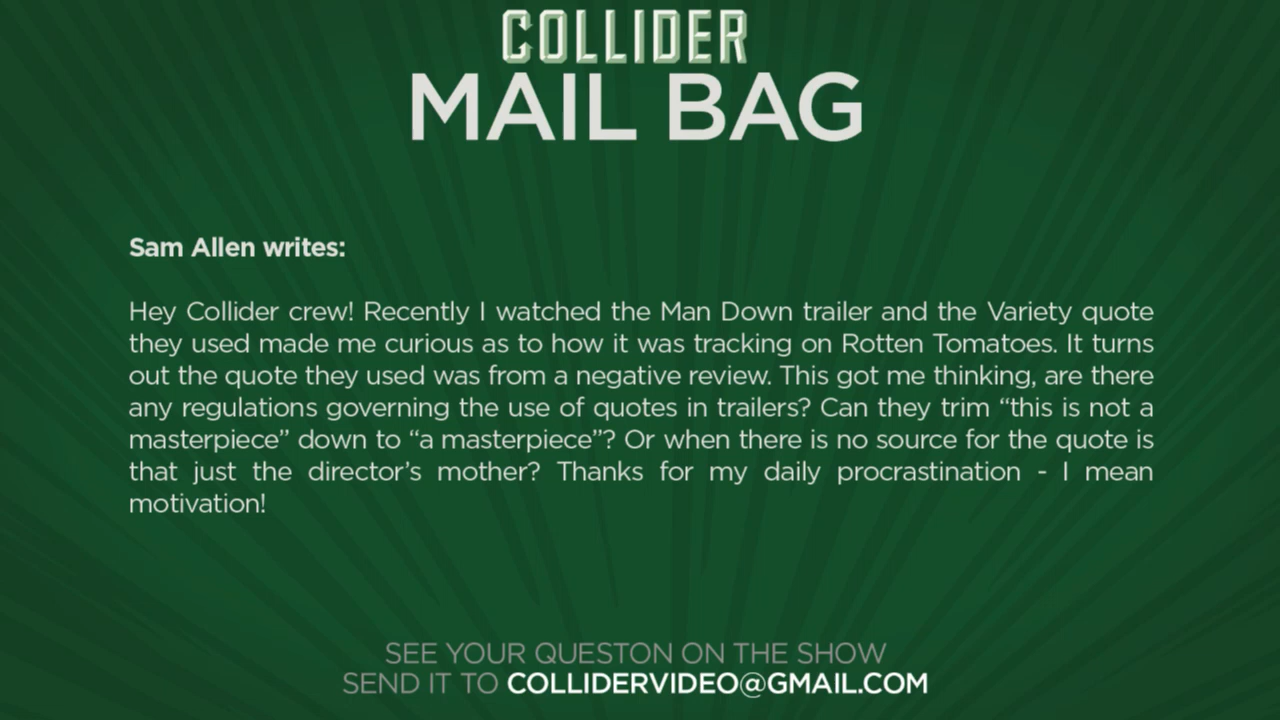 COLLIDER
MAIL BAG
Sam Allen writes:
Hey Collider crew! Recently I watched the Man Down trailer and the Variety quote
they used made me curious as to how it was tracking on Rotten Tomatoes. It turns
out the quote they used was from a negative review. This got me thinking, are there
any regulations governing the use of quotes in trailers? Can they trim “this is not a
masterpiece” down to “a masterpiece”? Or when there is no source for the quote is
that just the director’s mother? Thanks for my daily procrastination - I mean
motivation!
SEE YOUR QUESTON ON THE SHOW
SEND IT TO COLLIDERVIDEO@GMAIL.COM